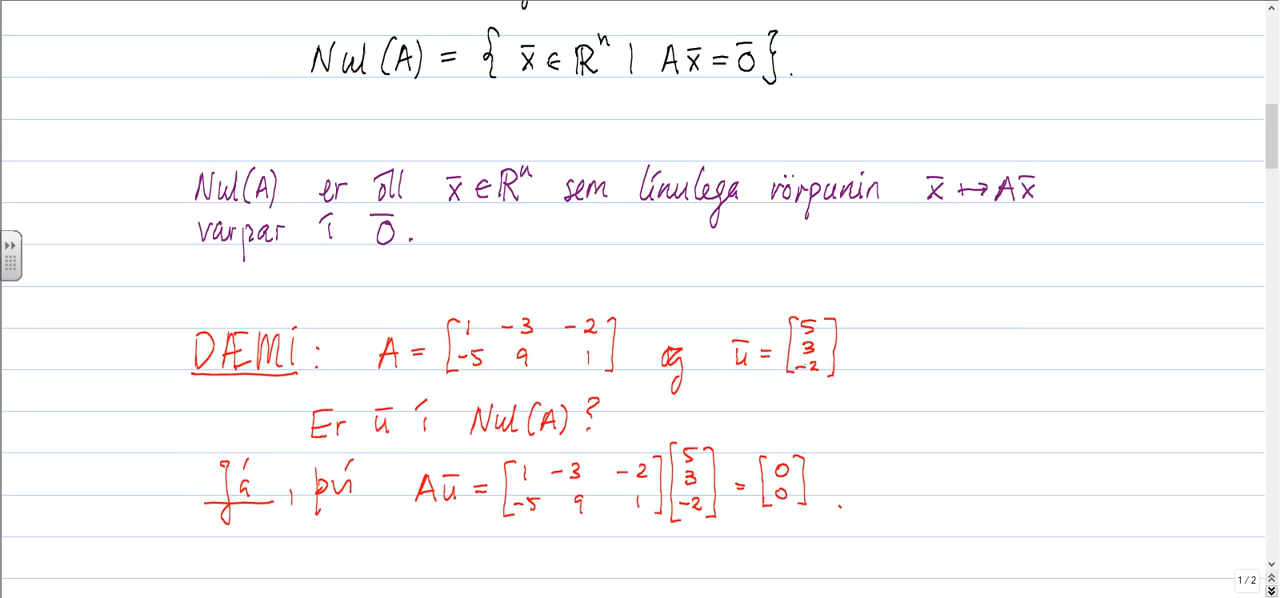 Nul(A) = { x̄ ∈ ℝⁿ | Ax̄ = 0̄ }.
Nul(A) er öll x̄ ∈ ℝⁿ sem línulega vörpunin x̄ ↦ Ax̄
varpar í 0̄.
DÆMI: A = [1 -3 -2; -5 9 1] og ū = [5; 3; -2]
Er ū í Nul(A)?
Já, því Aū = [1 -3 -2; -5 9 1][5; 3; -2] = [0; 0].
1/2